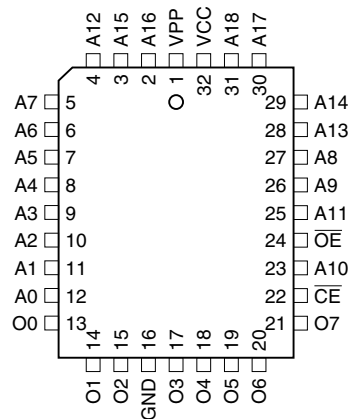 A12 A15 A16 VPP VCC A18 A17
4 3 2 1 32 31 30
A7 5 29 A14
A6 6 28 A13
A5 7 27 A8
A4 8 26 A9
A3 9 25 A11
A2 10 24 O̅E̅
A1 11 23 A10
A0 12 22 C̅E̅
O0 13 21 O7
14 15 16 17 18 19 20
O1 O2 GND O3 O4 O5 O6